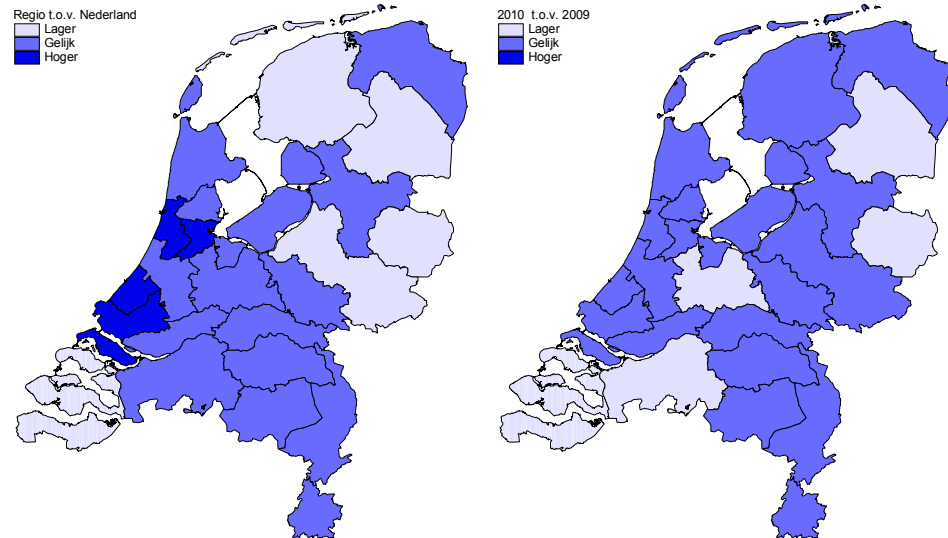 Regio t.o.v. Nederland
Lager
Gelijk
Hoger
2010 t.o.v. 2009
Lager
Gelijk
Hoger